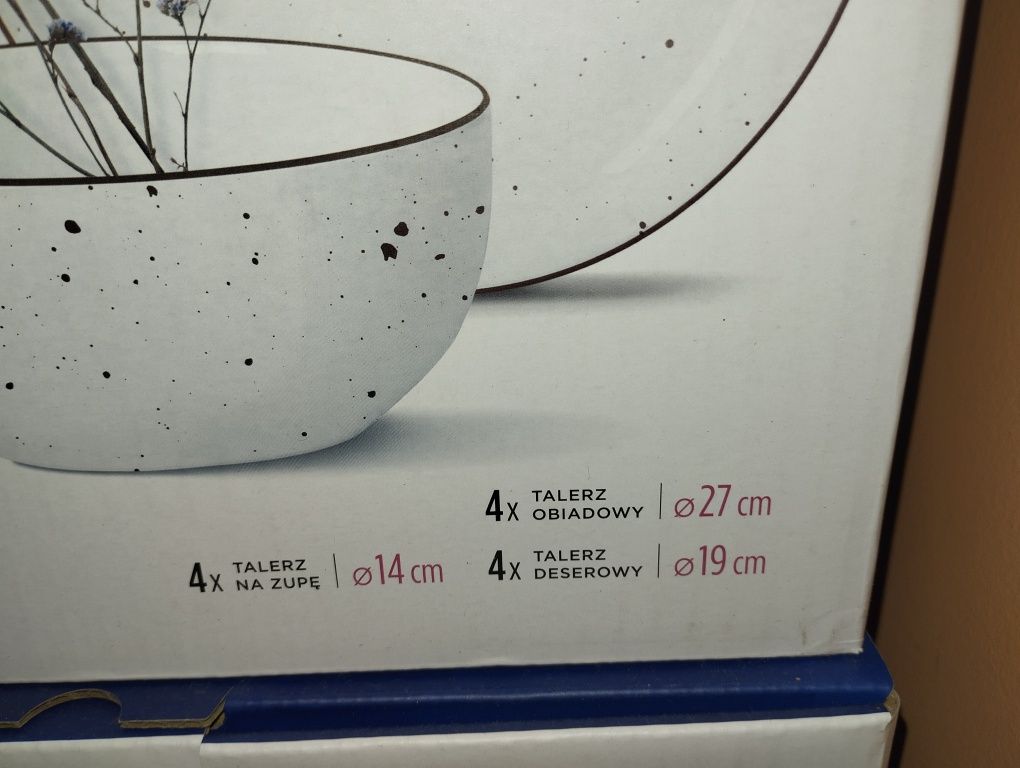 4x TALERZ
OBIADOWY ⌀27 cm
4x TALERZ
NA ZUPĘ ⌀14 cm
4x TALERZ
DESEROWY ⌀19 cm